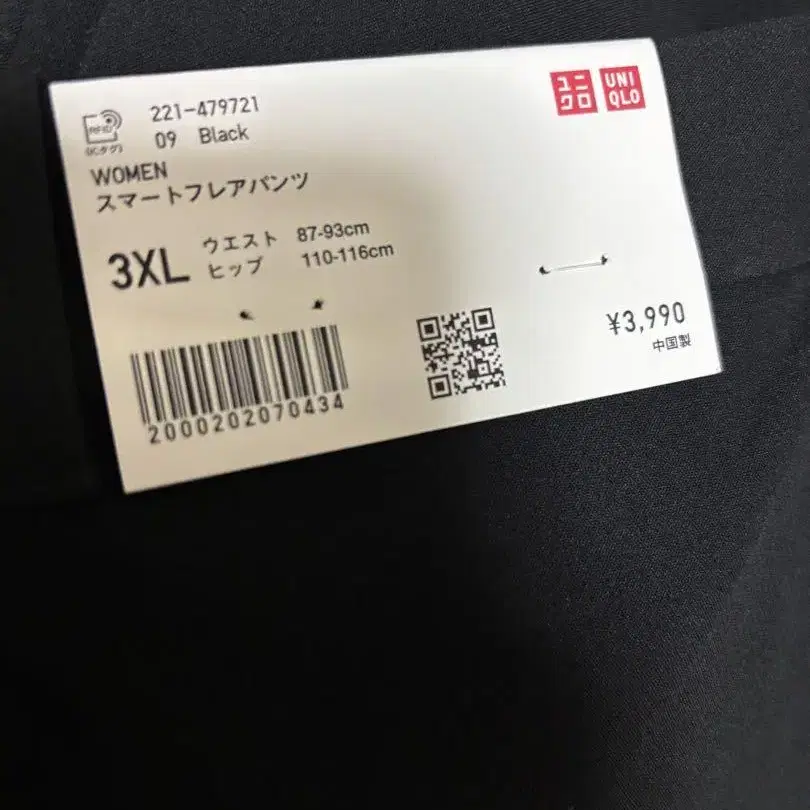 ユニ
クロ
UNI
QLO
RFID
(ICタグ)
221-479721
09 Black
WOMEN
スマートフレアパンツ
3XL
ウエスト 87-93cm
ヒップ 110-116cm
¥3,990
中国製
2000202070434